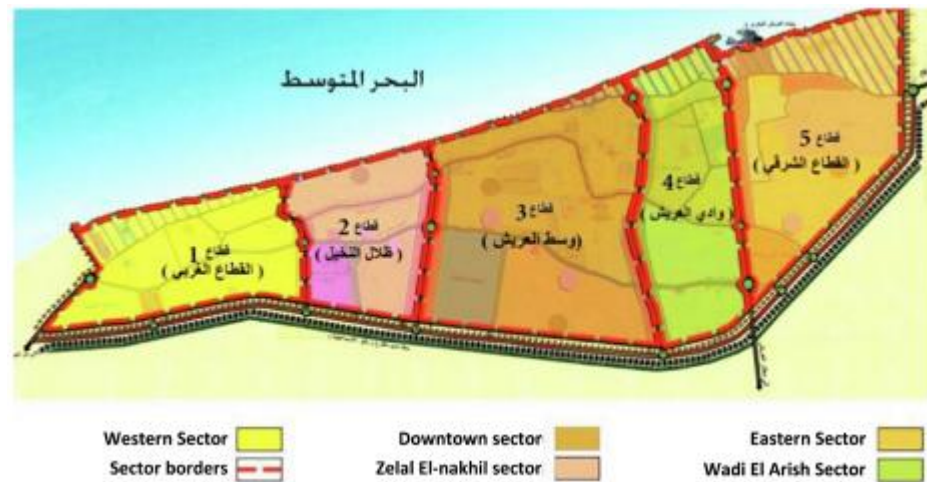 البحر المتوسط
قطاع 1
( القطاع الغربي )
قطاع 2
( ظلال النخيل )
قطاع 3
(وسط العريش )
قطاع 4
( وادي العريش )
قطاع 5
( القطاع الشرقي )
Western Sector
Downtown sector
Eastern Sector
Sector borders
Zelal El-nakhil sector
Wadi El Arish Sector